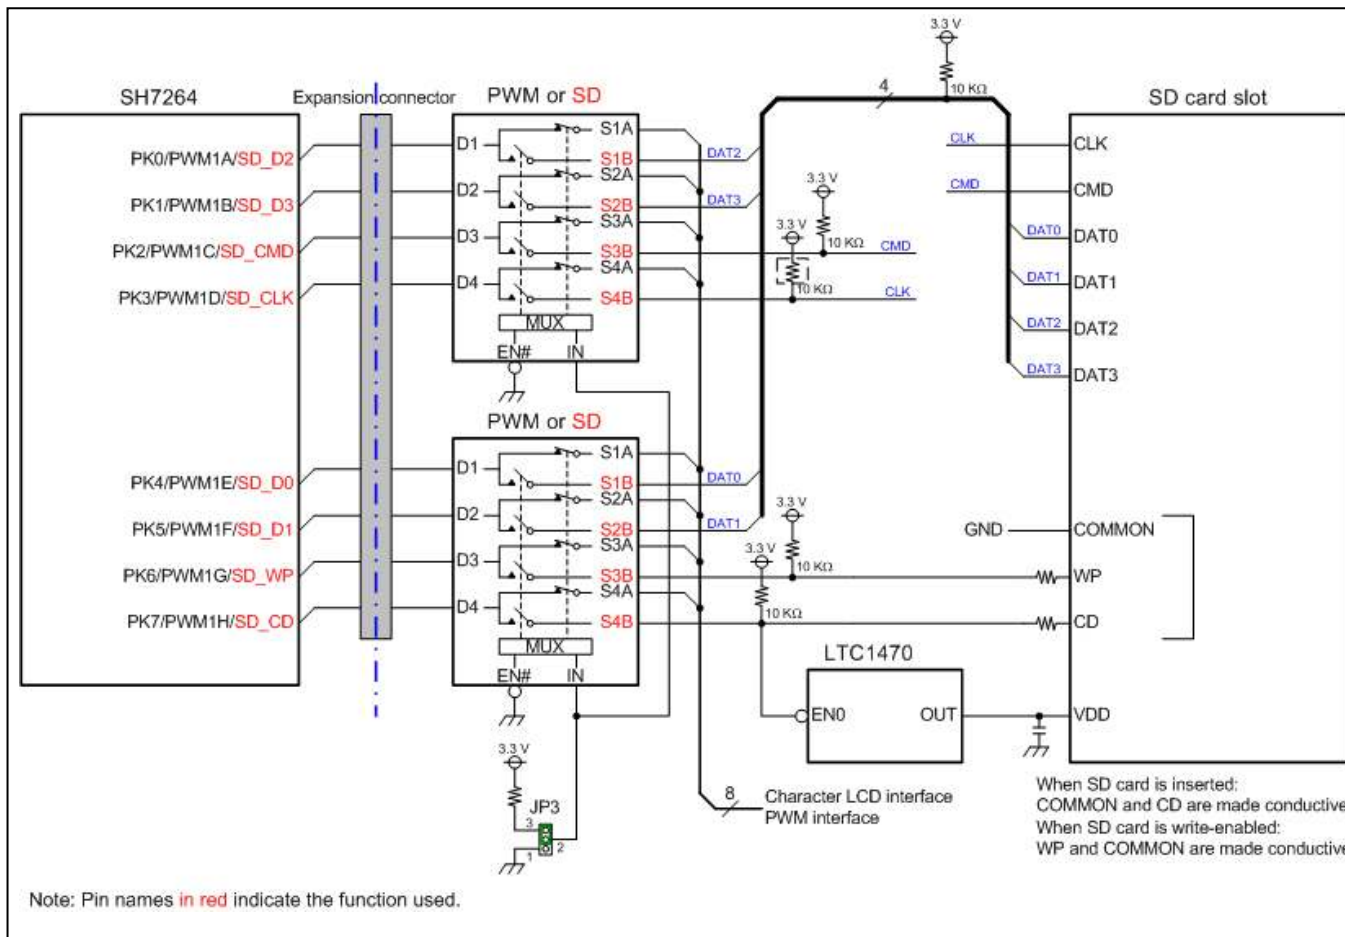 3.3 V
10 KΩ
4
SH7264
Expansion connector
PWM or SD
SD card slot
PK0/PWM1A/SD_D2
PK1/PWM1B/SD_D3
PK2/PWM1C/SD_CMD
PK3/PWM1D/SD_CLK
D1
D2
D3
D4
S1A
S1B
S2A
S2B
S3A
S3B
S4A
S4B
MUX
EN#
IN
DAT2
DAT3
3.3 V
10 KΩ
CMD
3.3 V
10 KΩ
CLK
CLK
CMD
DAT0
DAT1
DAT2
DAT3
CLK
CMD
DAT0
DAT1
DAT2
DAT3
PWM or SD
PK4/PWM1E/SD_D0
PK5/PWM1F/SD_D1
PK6/PWM1G/SD_WP
PK7/PWM1H/SD_CD
D1
D2
D3
D4
S1A
S1B
S2A
S2B
S3A
S3B
S4A
S4B
MUX
EN#
IN
DAT0
DAT1
3.3 V
10 KΩ
3.3 V
10 KΩ
GND
COMMON
WP
CD
LTC1470
EN0
OUT
VDD
3.3 V
JP3
3
2
1
8
Character LCD interface
PWM interface
When SD card is inserted:
COMMON and CD are made conductive
When SD card is write-enabled:
WP and COMMON are made conductive
Note: Pin names in red indicate the function used.